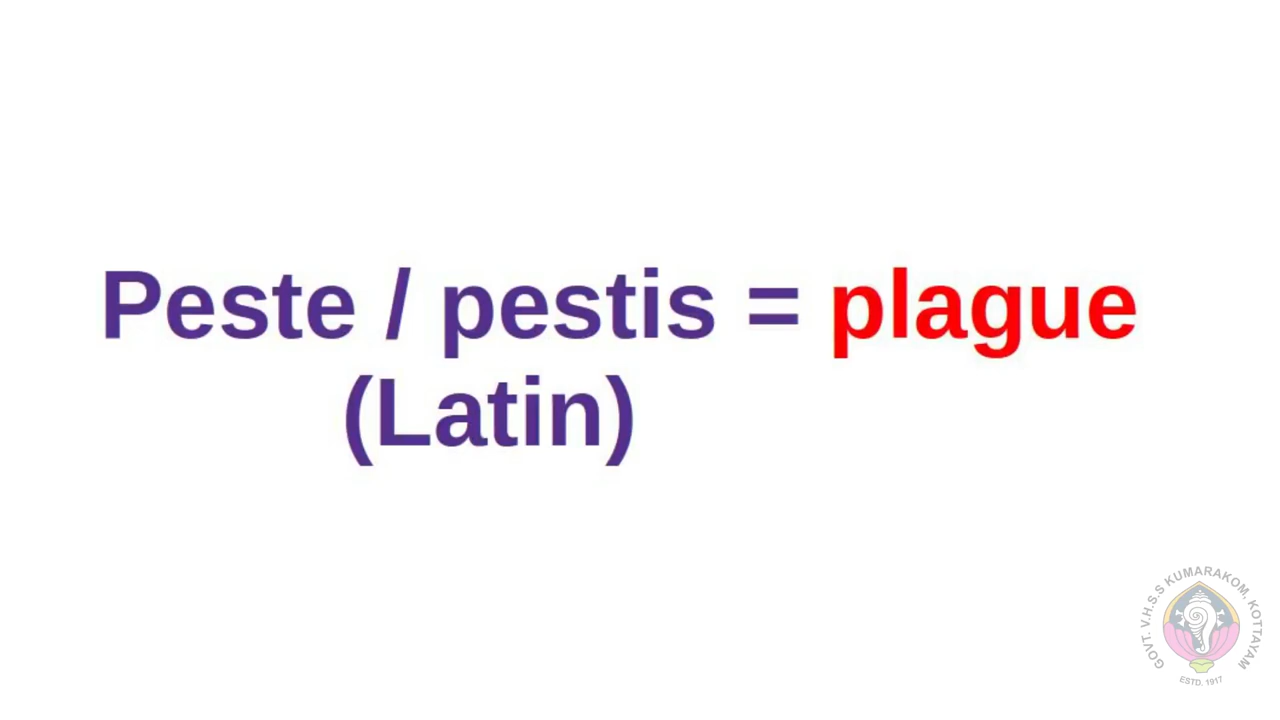 Peste / pestis = plague
(Latin)
GOVT. V.H.S.S KUMARAKOM, KOTTAYAM
ESTD. 1917